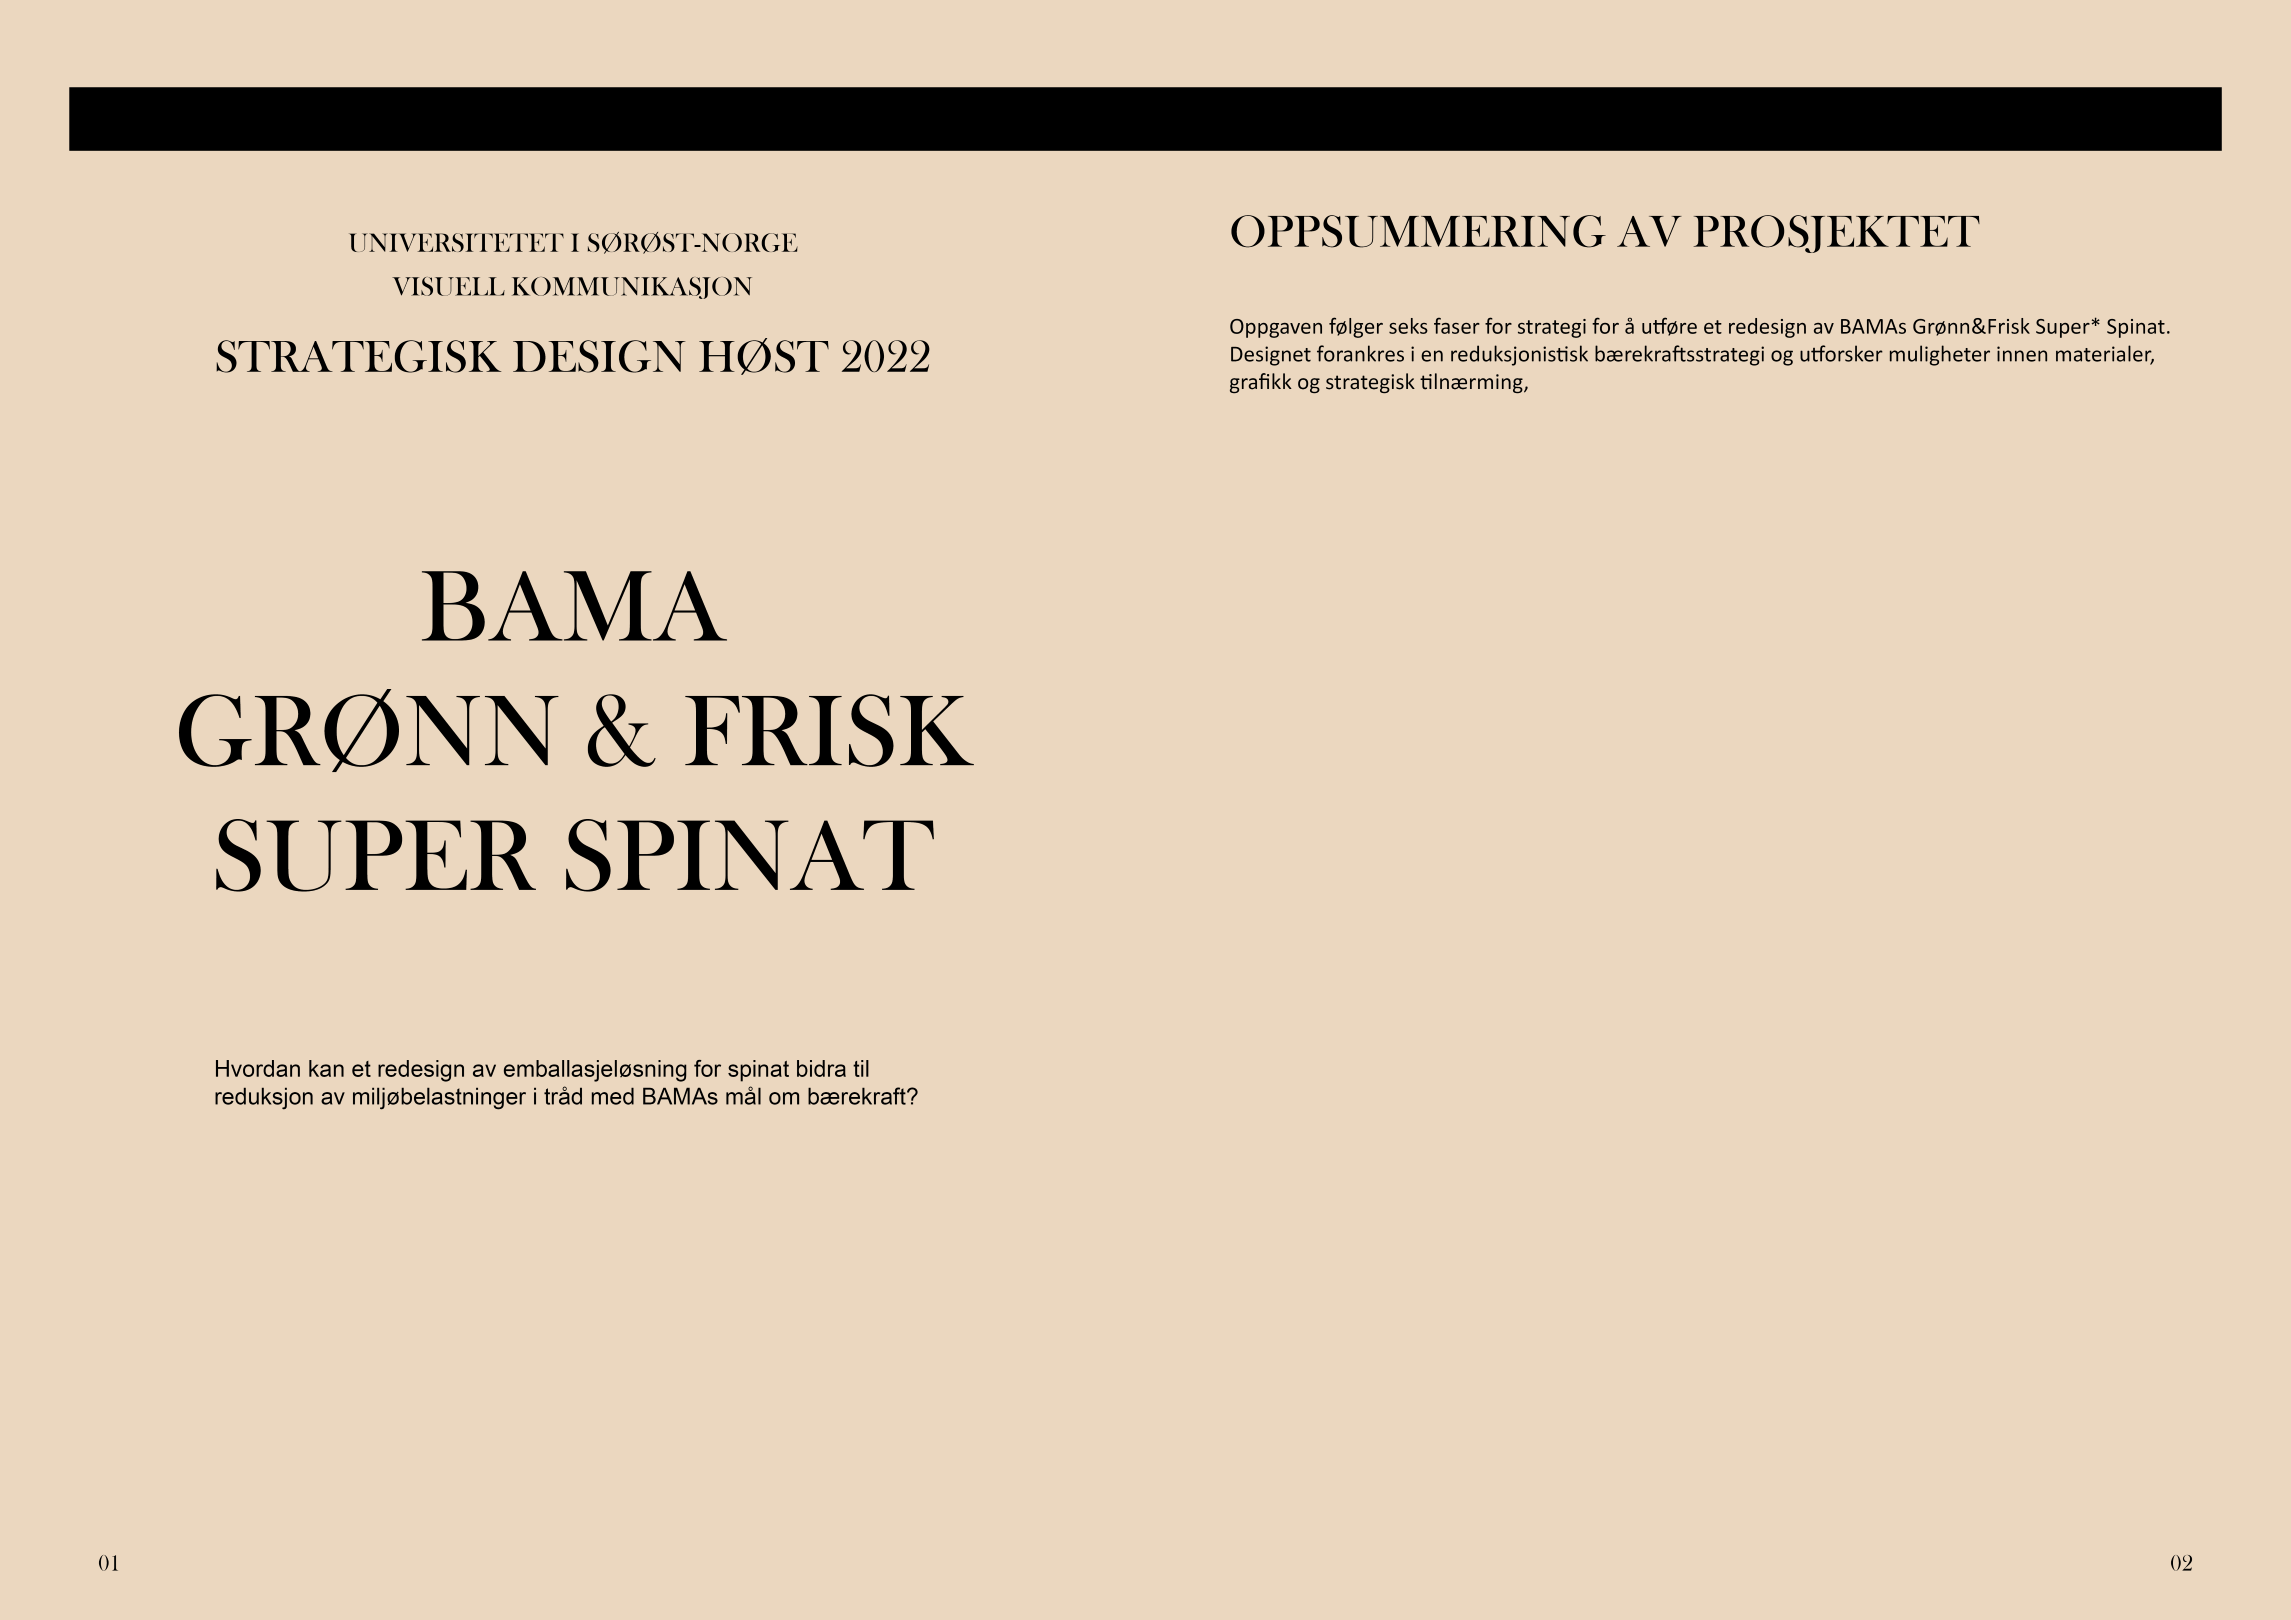 UNIVERSITETET I SØRØST-NORGE
VISUELL KOMMUNIKASJON
STRATEGISK DESIGN HØST 2022
BAMA
GRØNN & FRISK
SUPER SPINAT
Hvordan kan et redesign av emballasjeløsning for spinat bidra til
reduksjon av miljøbelastninger i tråd med BAMAs mål om bærekraft?
01
OPPSUMMERING AV PROSJEKTET
Oppgaven følger seks faser for strategi for å utføre et redesign av BAMAs Grønn&Frisk Super* Spinat.
Designet forankres i en reduksjonistisk bærekraftsstrategi og utforsker muligheter innen materialer,
grafikk og strategisk tilnærming,
02